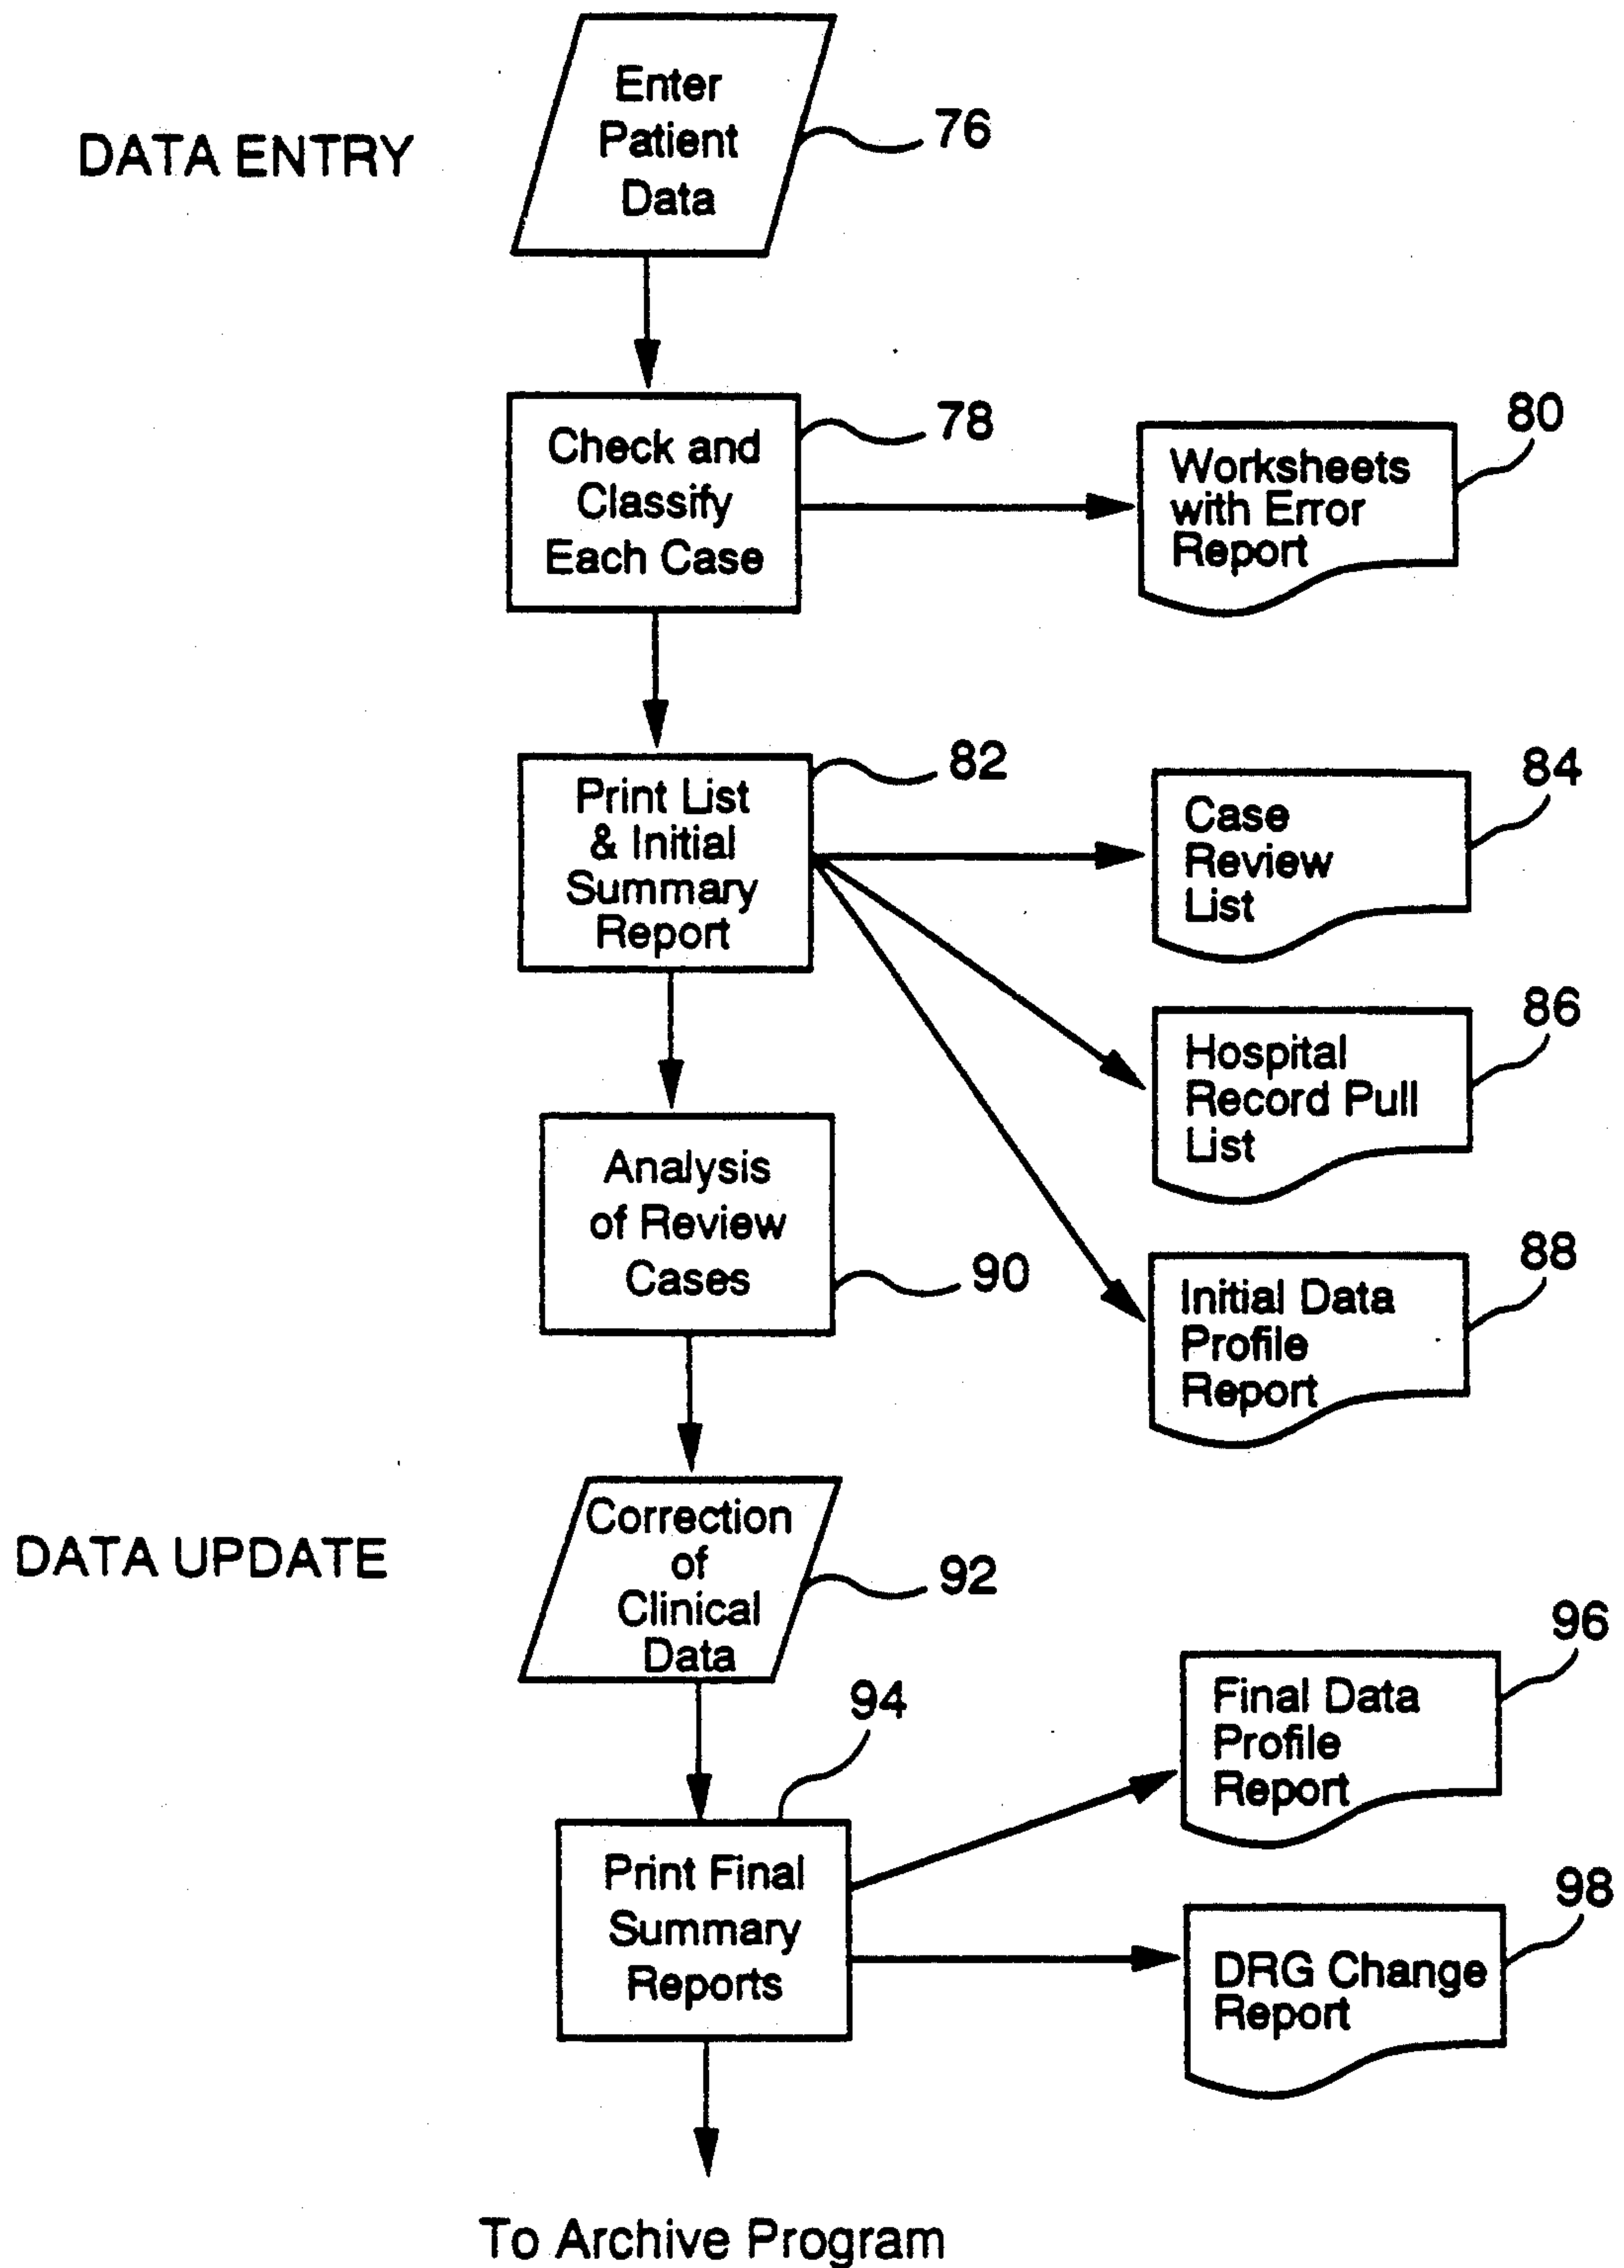 DATA ENTRY
Enter
Patient
Data
76
Check and
Classify
Each Case
78
Worksheets
with Error
Report
80
Print List
& Initial
Summary
Report
82
Case
Review
List
84
Hospital
Record Pull
List
86
Initial Data
Profile
Report
88
Analysis
of Review
Cases
90
DATA UPDATE
Correction
of
Clinical
Data
92
94
Print Final
Summary
Reports
Final Data
Profile
Report
96
DRG Change
Report
98
To Archive Program